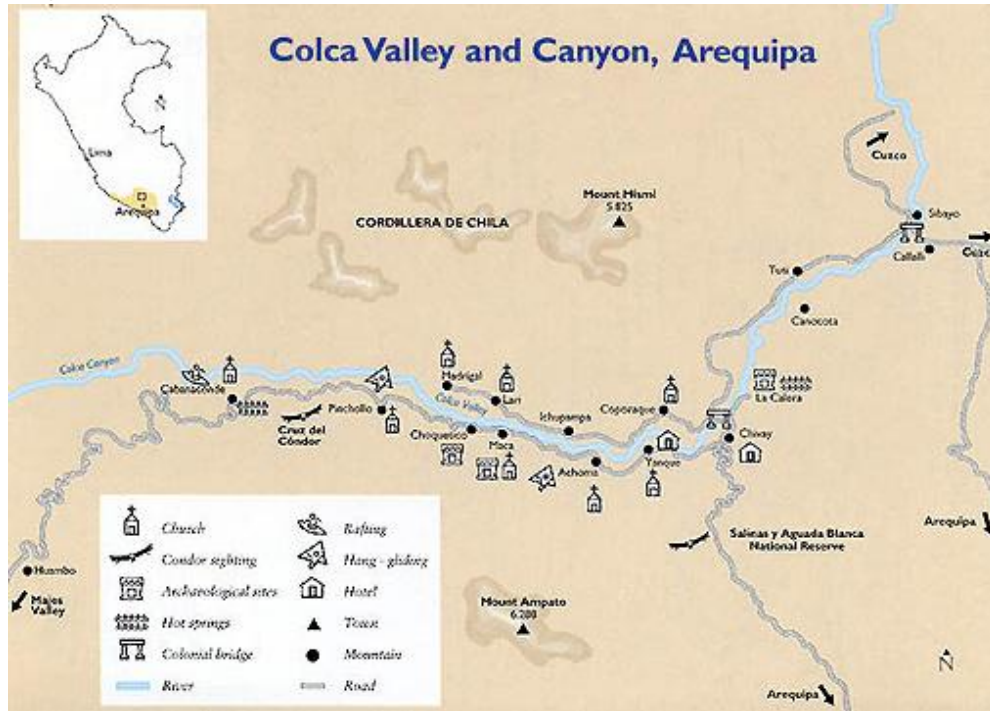 Colca Valley and Canyon, Arequipa
Lima
Arequipa
N
Cuzco
Mount Mismi
5.825
CORDILLERA DE CHILA
Sibayo
Callalli
Tuti
Canocota
Colca Canyon
Madrigal
Cabanaconde
Colca Valley
Lari
La Calera
Pinchollo
Ichupampa
Coporaque
Cruz del
Cóndor
Choquetico
Maca
Chivay
Achoma
Yanque
Church
Rafting
Condor sighting
Hang - gliding
Archaeological sites
Hotel
Hot springs
Town
Colonial bridge
Mountain
River
Road
Huambo
Majes
Valley
Salinas y Aguada Blanca
National Reserve
Arequipa
Mount Ampato
6.288
N
Arequipa